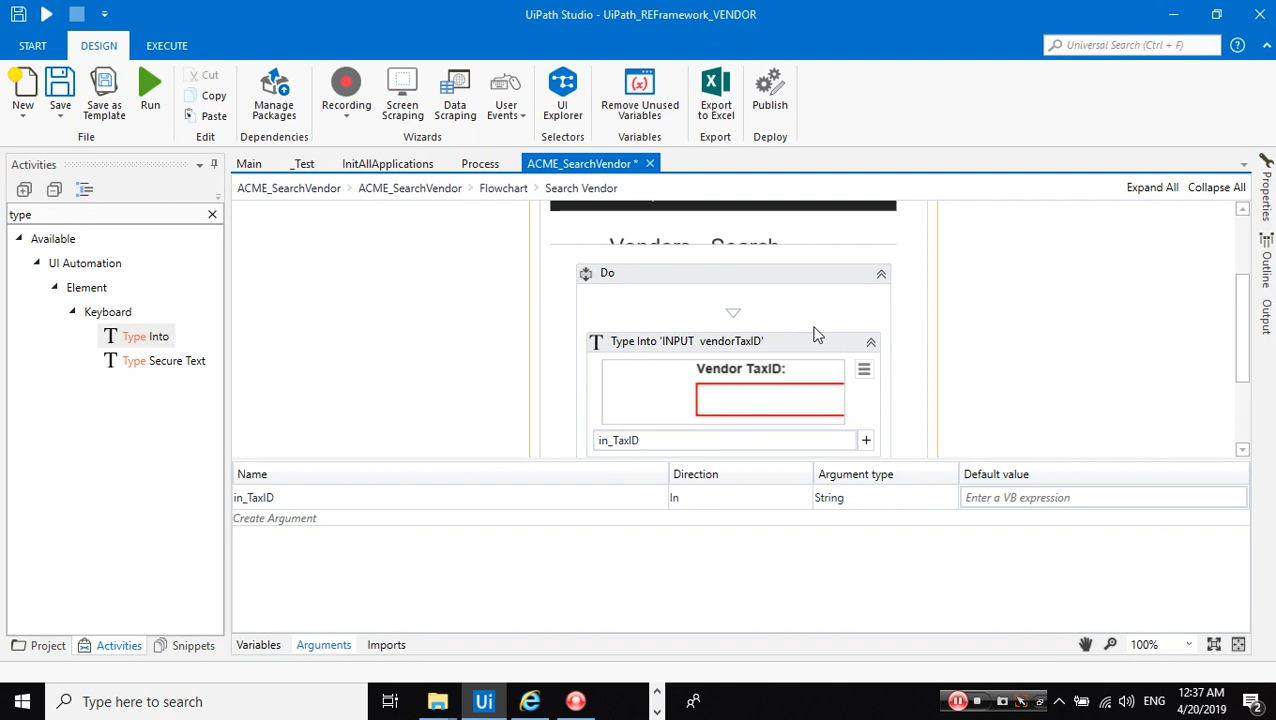 UiPath Studio - UiPath_REFramework_VENDOR
START DESIGN EXECUTE
Universal Search (Ctrl + F)
New Save Save as Template Run Cut Copy Paste
Manage Packages Recording Screen Scraping Data Scraping User Events UI Explorer Remove Unused Variables Export to Excel Publish
File Edit Dependencies Wizards Selectors Variables Export Deploy
Activities
Main _Test InitAllApplications Process ACME_SearchVendor *
ACME_SearchVendor > ACME_SearchVendor > Flowchart > Search Vendor
Expand All Collapse All
type
Available
UI Automation
Element
Keyboard
Type Into
Type Secure Text
Vendors - Search
Do
Type Into 'INPUT vendorTaxID'
Vendor TaxID:
in_TaxID
Properties
Outline
Output
Name Direction Argument type Default value
in_TaxID In String Enter a VB expression
Create Argument
Project Activities Snippets
Variables Arguments Imports
100%
Type here to search
Ui
ENG
12:37 AM
4/20/2019
2